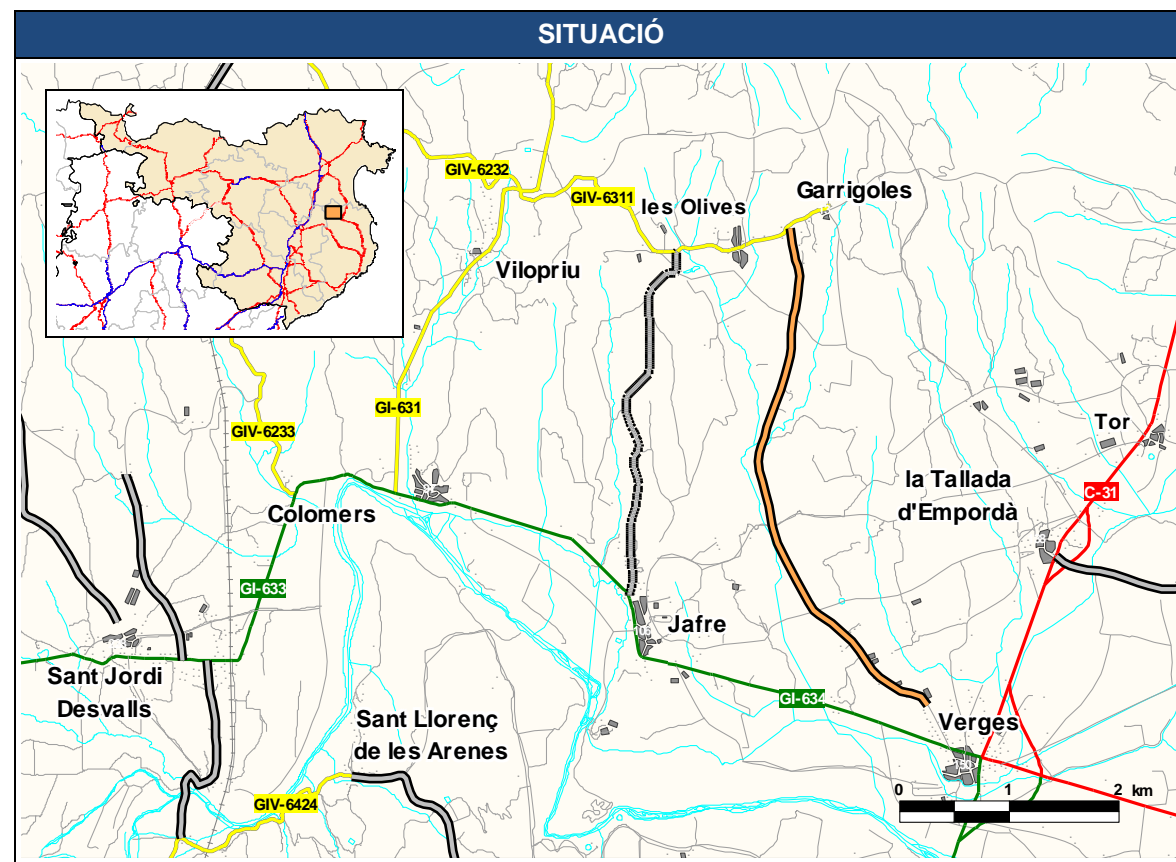 SITUACIÓ
GIV-6232
GIV-6311
Garrigoles
les Olives
Vilopriu
GI-631
GIV-6233
Tor
la Tallada
d'Empordà
C-31
Colomers
GI-633
Jafre
Sant Jordi
Desvalls
GI-634
Sant Llorenç
de les Arenes
Verges
GIV-6424
0 1 2 km